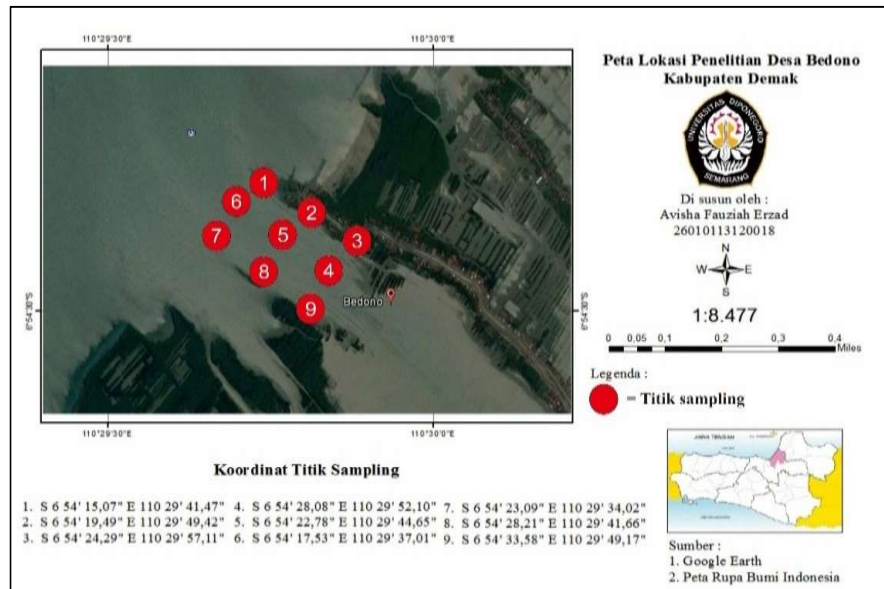 110°29'30"E
110°30'0"E
6°54'30"S
6°54'30"S
1
2
3
4
5
6
7
8
9
Bedono
110°29'30"E
110°30'0"E
Peta Lokasi Penelitian Desa Bedono
Kabupaten Demak
UNIVERSITAS DIPONEGORO
SEMARANG
Di susun oleh :
Avisha Fauziah Erzad
26010113120018
N
W E
S
1:8.477
0 0,05 0,1 0,2 0,3 0,4
Miles
Legenda :
= Titik sampling
Koordinat Titik Sampling
1. S 6 54' 15,07" E 110 29' 41,47" 4. S 6 54' 28,08" E 110 29' 52,10" 7. S 6 54' 23,09" E 110 29' 34,02"
2. S 6 54' 19,49" E 110 29' 49,42" 5. S 6 54' 22,78" E 110 29' 44,65" 8. S 6 54' 28,21" E 110 29' 41,66"
3. S 6 54' 24,29" E 110 29' 57,11" 6. S 6 54' 17,53" E 110 29' 37,01" 9. S 6 54' 33,58" E 110 29' 49,17"
JAWA TENGAH
Sumber :
1. Google Earth
2. Peta Rupa Bumi Indonesia